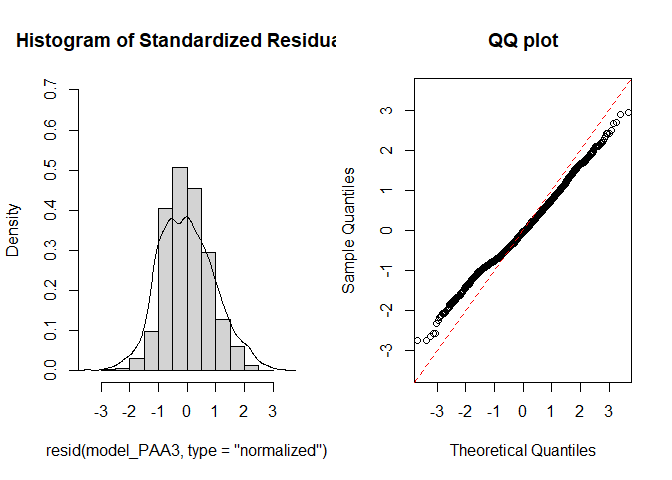 Histogram of Standardized Residua
Density
0.7
0.6
0.5
0.4
0.3
0.2
0.1
0.0
-3 -2 -1 0 1 2 3
resid(model_PAA3, type = "normalized")
QQ plot
Sample Quantiles
3
2
1
0
-1
-2
-3
-3 -2 -1 0 1 2 3
Theoretical Quantiles